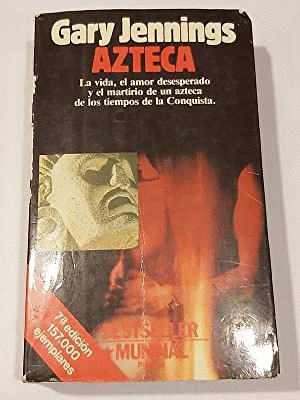 Gary Jennings
AZTECA
La vida, el amor desesperado
y el martirio de un azteca
de los tiempos de la Conquista.
7ª edición
157.000
ejemplares
BESTSELLER
MUNDIAL